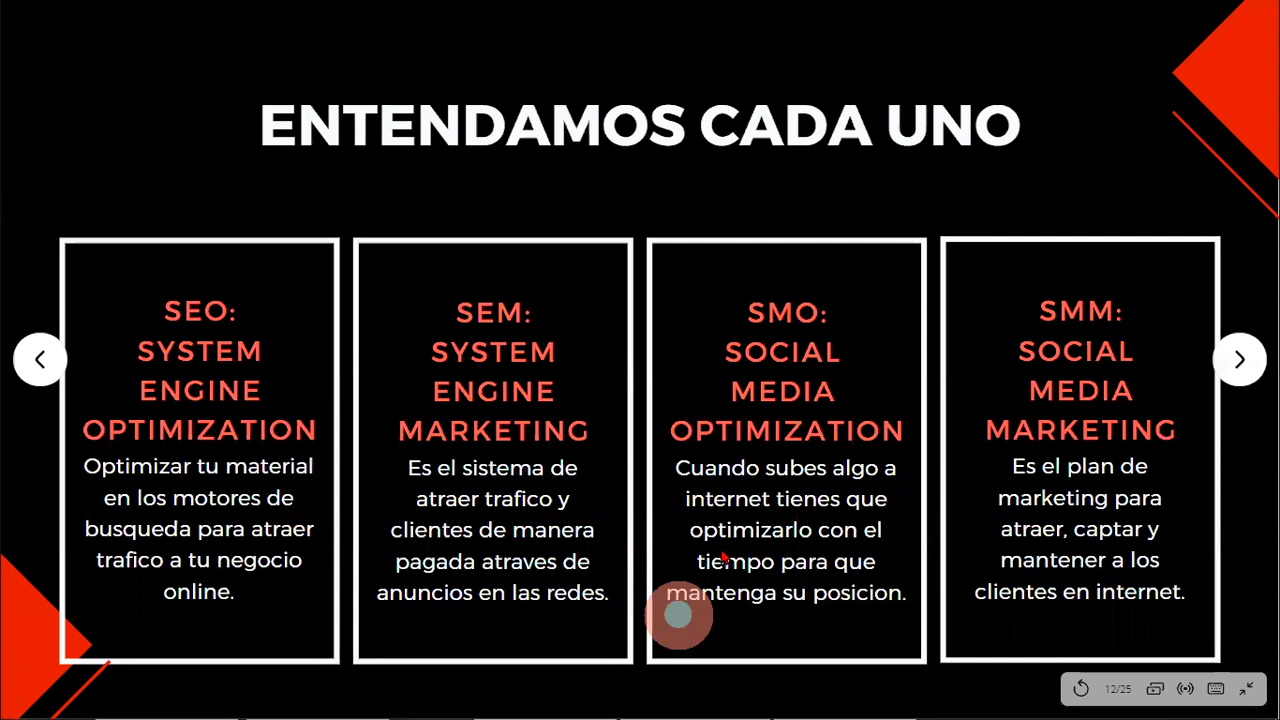 ENTENDAMOS CADA UNO
SEO:
SYSTEM
ENGINE
OPTIMIZATION
Optimizar tu material
en los motores de
busqueda para atraer
trafico a tu negocio
online.
SEM:
SYSTEM
ENGINE
MARKETING
Es el sistema de
atraer trafico y
clientes de manera
pagada atraves de
anuncios en las redes.
SMO:
SOCIAL
MEDIA
OPTIMIZATION
Cuando subes algo a
internet tienes que
optimizarlo con el
tiempo para que
mantenga su posicion.
SMM:
SOCIAL
MEDIA
MARKETING
Es el plan de
marketing para
atraer, captar y
mantener a los
clientes en internet.
12/25